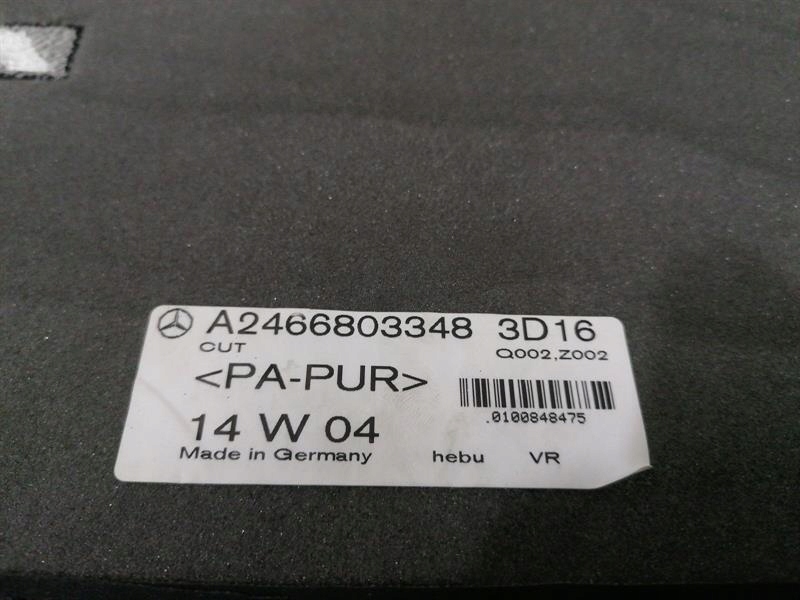 A2466803348 3D16
CUT Q002,Z002
<PA-PUR>
.0100848475
14 W 04
Made in Germany hebu VR